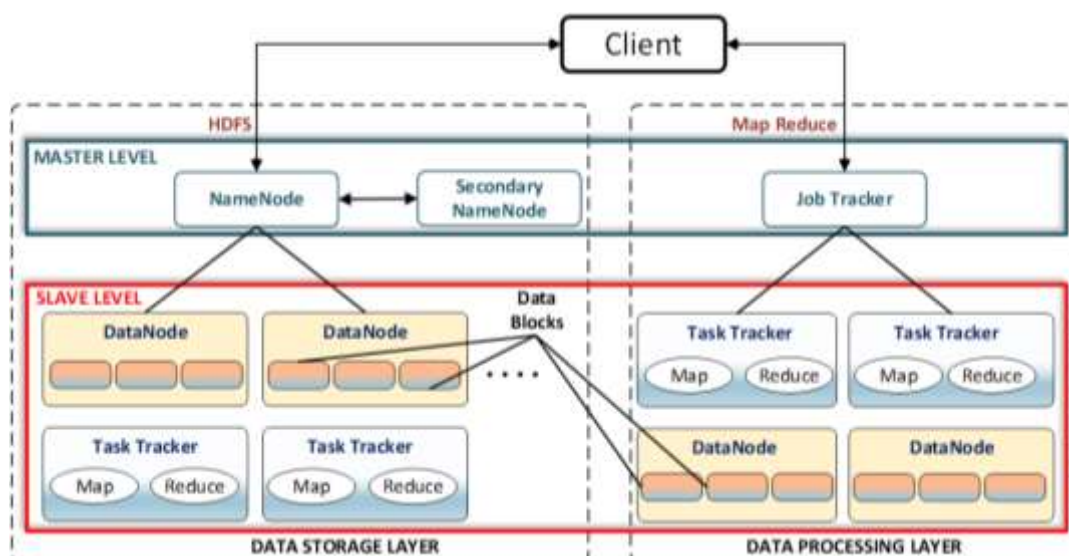 Client
HDFS
Map Reduce
MASTER LEVEL
NameNode
Secondary
NameNode
Job Tracker
SLAVE LEVEL
DataNode
DataNode
Data
Blocks
. . . .
Task Tracker
Map
Reduce
Task Tracker
Map
Reduce
Task Tracker
Map
Reduce
Task Tracker
Map
Reduce
DataNode
DataNode
DATA STORAGE LAYER
DATA PROCESSING LAYER